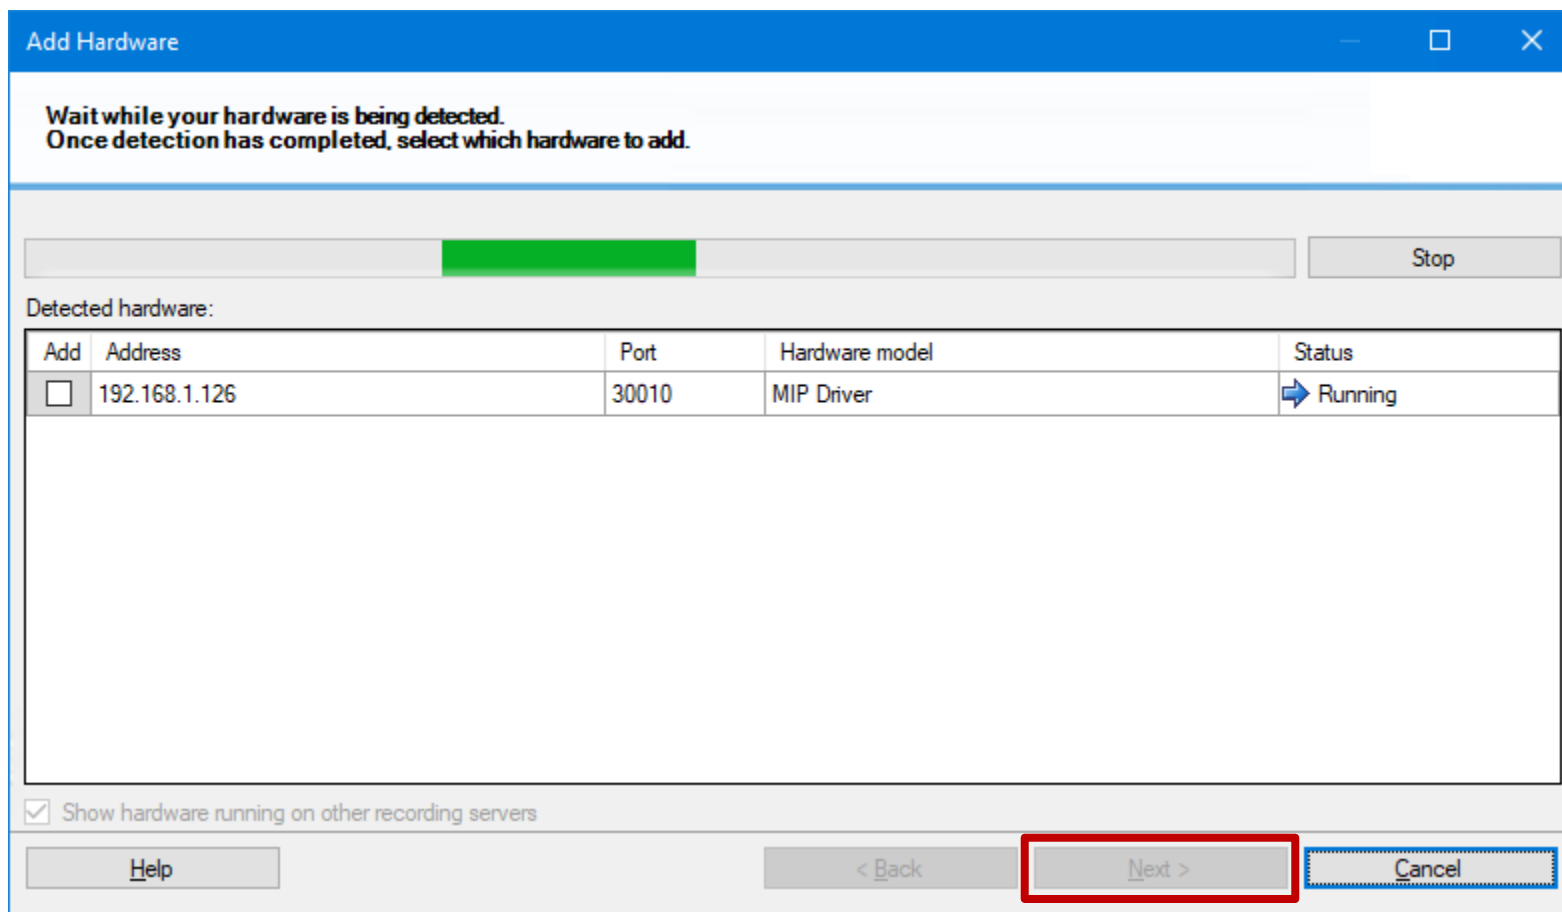 Add Hardware
Wait while your hardware is being detected.
Once detection has completed, select which hardware to add.
Stop
Detected hardware:
Add Address Port Hardware model Status
192.168.1.126 30010 MIP Driver Running
Show hardware running on other recording servers
Help < Back Next > Cancel